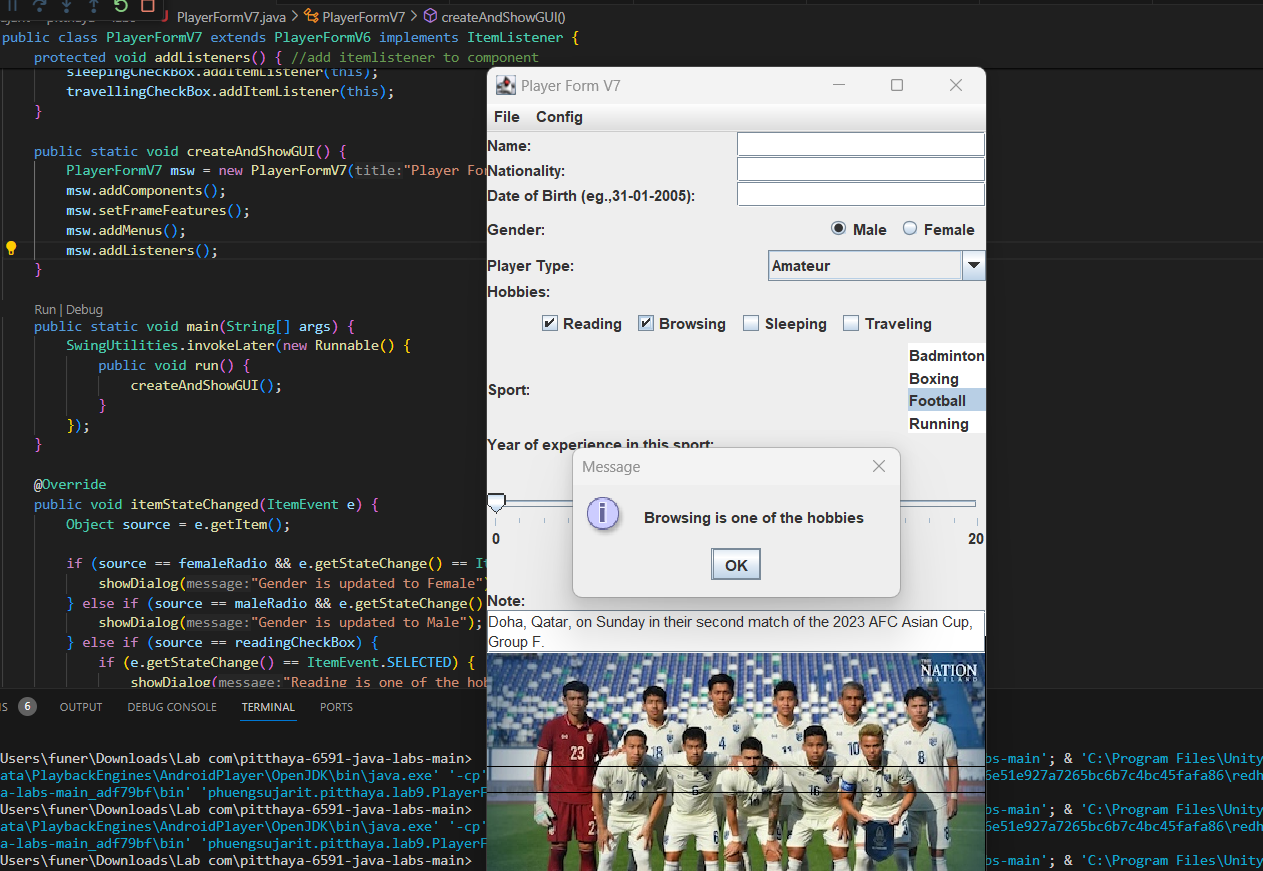 PlayerFormV7.java > PlayerFormV7 > createAndShowGUI()
public class PlayerFormV7 extends PlayerFormV6 implements ItemListener {
protected void addListeners() { //add itemlistener to component
sleepingCheckBox.addItemListener(this);
travellingCheckBox.addItemListener(this);
}
public static void createAndShowGUI() {
PlayerFormV7 msw = new PlayerFormV7(title:"Player For
msw.addComponents();
msw.setFrameFeatures();
msw.addMenus();
msw.addListeners();
}
Run | Debug
public static void main(String[] args) {
SwingUtilities.invokeLater(new Runnable() {
public void run() {
createAndShowGUI();
}
});
}
@Override
public void itemStateChanged(ItemEvent e) {
Object source = e.getItem();
if (source == femaleRadio && e.getStateChange() == It
showDialog(message:"Gender is updated to Female")
} else if (source == maleRadio && e.getStateChange()
showDialog(message:"Gender is updated to Male");
} else if (source == readingCheckBox) {
if (e.getStateChange() == ItemEvent.SELECTED) {
showDialog(message:"Reading is one of the hob
Player Form V7
File Config
Name:
Nationality:
Date of Birth (eg.,31-01-2005):
Gender: Male Female
Player Type: Amateur
Hobbies:
Reading Browsing Sleeping Traveling
Badminton
Boxing
Sport:
Football
Running
Year of experience in this sport:
0 20
Message
Browsing is one of the hobbies
OK
Note:
Doha, Qatar, on Sunday in their second match of the 2023 AFC Asian Cup,
Group F.
THE
NATION
THAILAND
23 18 4 11 10 8
14 5 16 3
S 6 OUTPUT DEBUG CONSOLE TERMINAL PORTS
Users\funer\Downloads\Lab com\pitthaya-6591-java-labs-main> bs-main'; & 'C:\Program Files\Unity
ata\PlaybackEngines\AndroidPlayer\OpenJDK\bin\java.exe' '-cp' 6e51e927a7265bc6b7c4bc45fafa86\redh
a-labs-main_adf79bf\bin' 'phuengsujarit.pitthaya.lab9.PlayerF
Users\funer\Downloads\Lab com\pitthaya-6591-java-labs-main> bs-main'; & 'C:\Program Files\Unity
ata\PlaybackEngines\AndroidPlayer\OpenJDK\bin\java.exe' '-cp' 6e51e927a7265bc6b7c4bc45fafa86\redh
a-labs-main_adf79bf\bin' 'phuengsujarit.pitthaya.lab9.PlayerF
Users\funer\Downloads\Lab com\pitthaya-6591-java-labs-main> bs-main'; & 'C:\Program Files\Unity